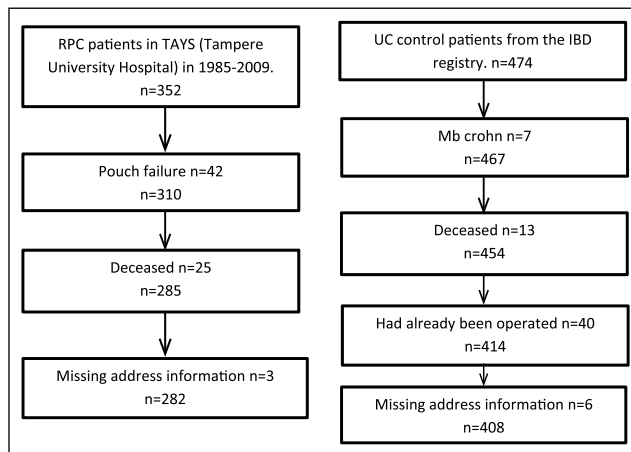 RPC patients in TAYS (Tampere
University Hospital) in 1985-2009.
n=352
Pouch failure n=42
n=310
Deceased n=25
n=285
Missing address information n=3
n=282
UC control patients from the IBD
registry. n=474
Mb crohn n=7
n=467
Deceased n=13
n=454
Had already been operated n=40
n=414
Missing address information n=6
n=408